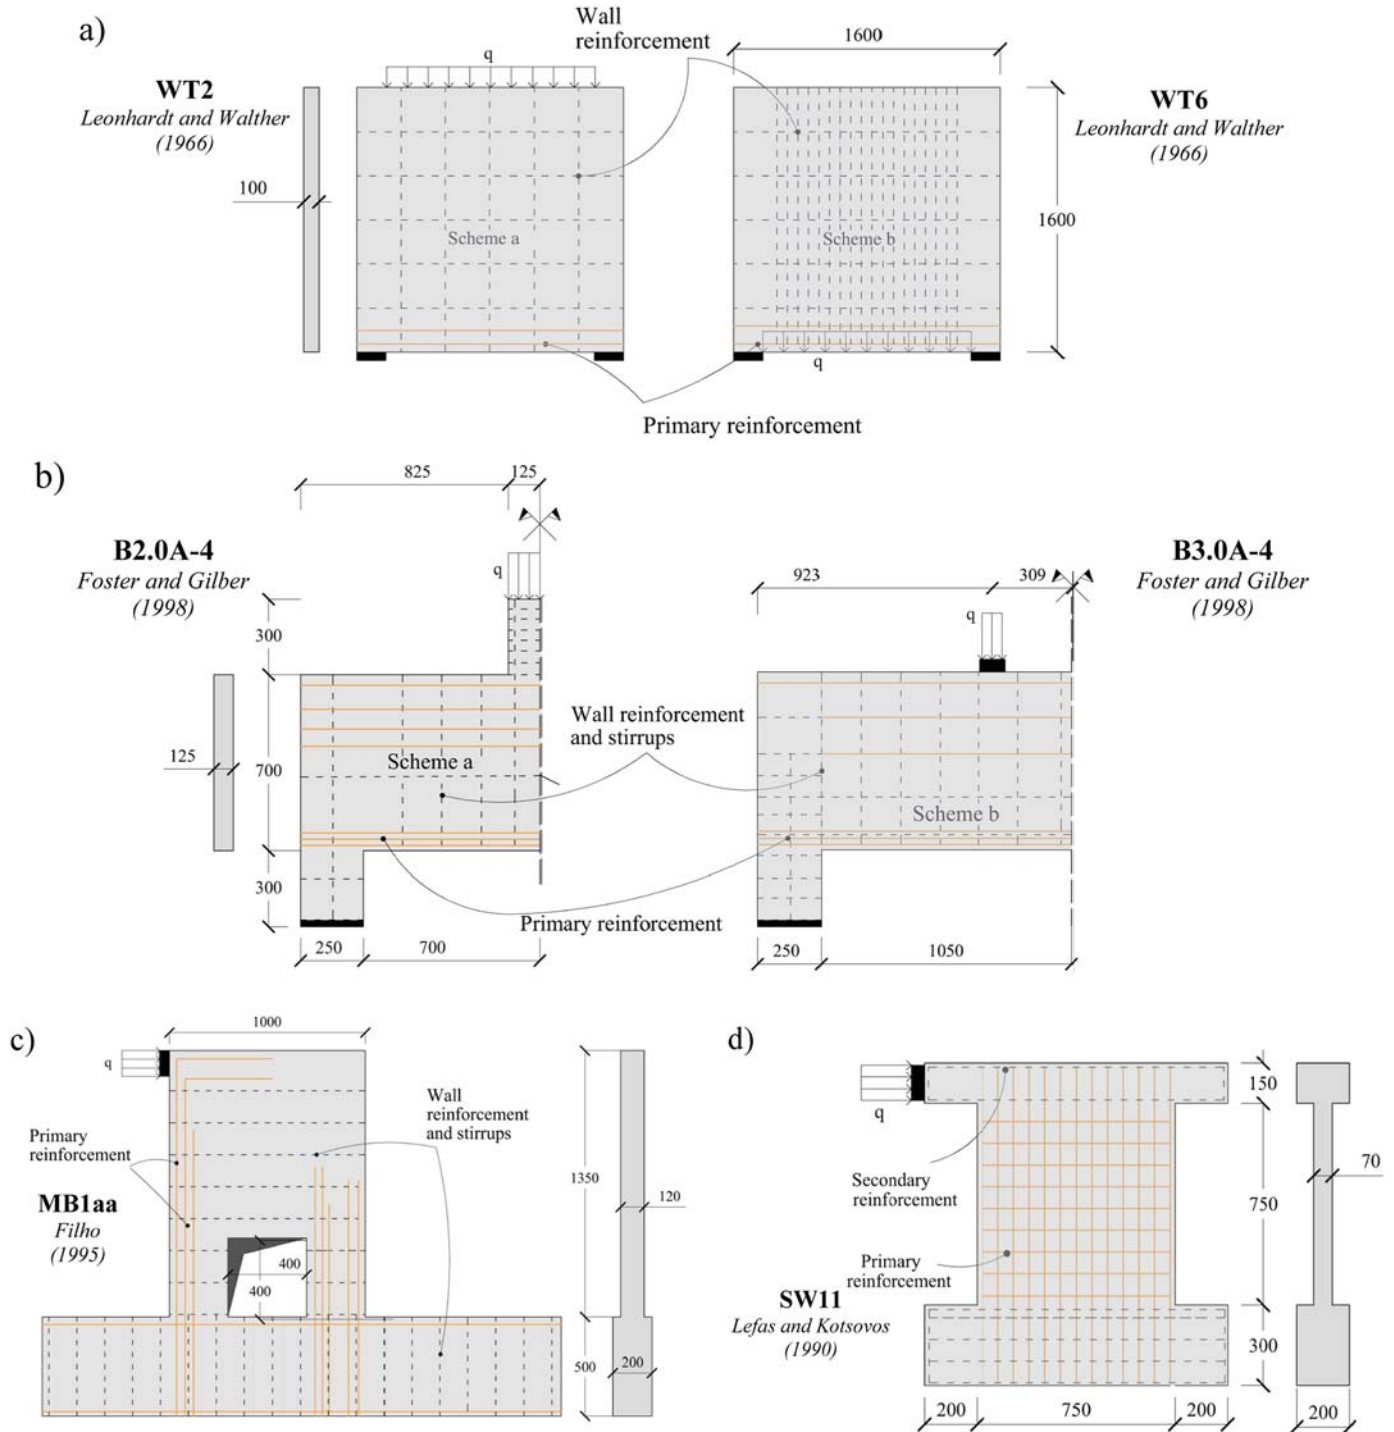 a)
Wall
reinforcement
1600
q
WT2
Leonhardt and Walther
(1966)
WT6
Leonhardt and Walther
(1966)
100
1600
Scheme a
Scheme b
q
Primary reinforcement
b)
825
125
B2.0A-4
Foster and Gilber
(1998)
q
923
309
B3.0A-4
Foster and Gilber
(1998)
300
q
Wall reinforcement
and stirrups
125
700
Scheme a
Scheme b
300
Primary reinforcement
250
700
250
1050
c)
1000
q
Primary
reinforcement
Wall
reinforcement
and stirrups
MB1aa
Filho
(1995)
400
400
1350
120
500
200
d)
q
150
70
Secondary
reinforcement
750
Primary
reinforcement
SW11
Lefas and Kotsovos
(1990)
300
200
750
200
200